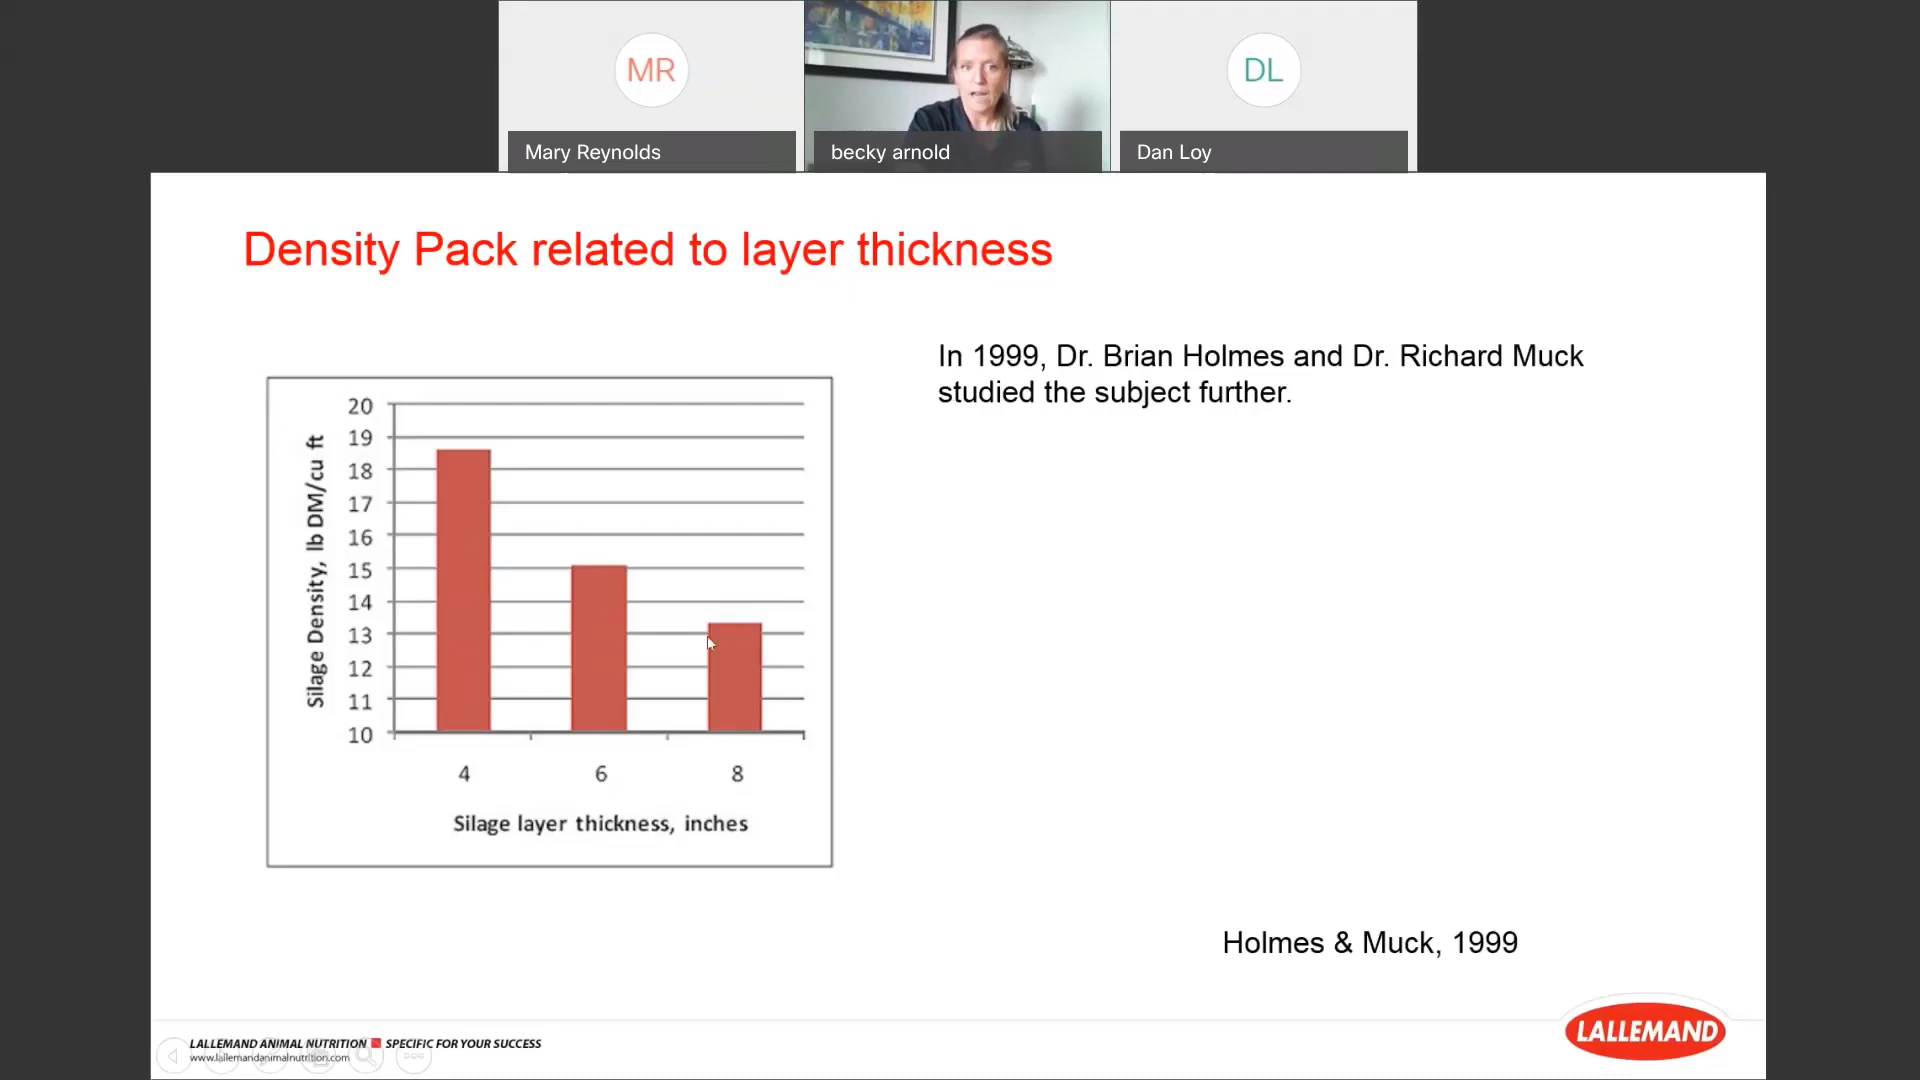 MR
DL
Mary Reynolds
becky arnold
Dan Loy
Density Pack related to layer thickness
In 1999, Dr. Brian Holmes and Dr. Richard Muck
studied the subject further.
Silage Density, lb DM/cu ft
20
19
18
17
16
15
14
13
12
11
10
4 6 8
Silage layer thickness, inches
Holmes & Muck, 1999
LALLEMAND
LALLEMAND ANIMAL NUTRITION SPECIFIC FOR YOUR SUCCESS
www.lallemandanimalnutrition.com